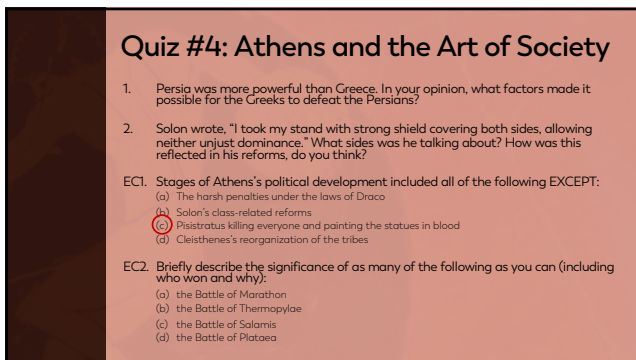 Quiz #4: Athens and the Art of Society
1. Persia was more powerful than Greece. In your opinion, what factors made it
possible for the Greeks to defeat the Persians?
2. Solon wrote, “I took my stand with strong shield covering both sides, allowing
neither unjust dominance.” What sides was he talking about? How was this
reflected in his reforms, do you think?
EC1. Stages of Athens’s political development included all of the following EXCEPT:
(a) The harsh penalties under the laws of Draco
(b) Solon’s class-related reforms
(c) Pisistratus killing everyone and painting the statues in blood
(d) Cleisthenes’s reorganization of the tribes
EC2. Briefly describe the significance of as many of the following as you can (including
who won and why):
(a) the Battle of Marathon
(b) the Battle of Thermopylae
(c) the Battle of Salamis
(d) the Battle of Plataea